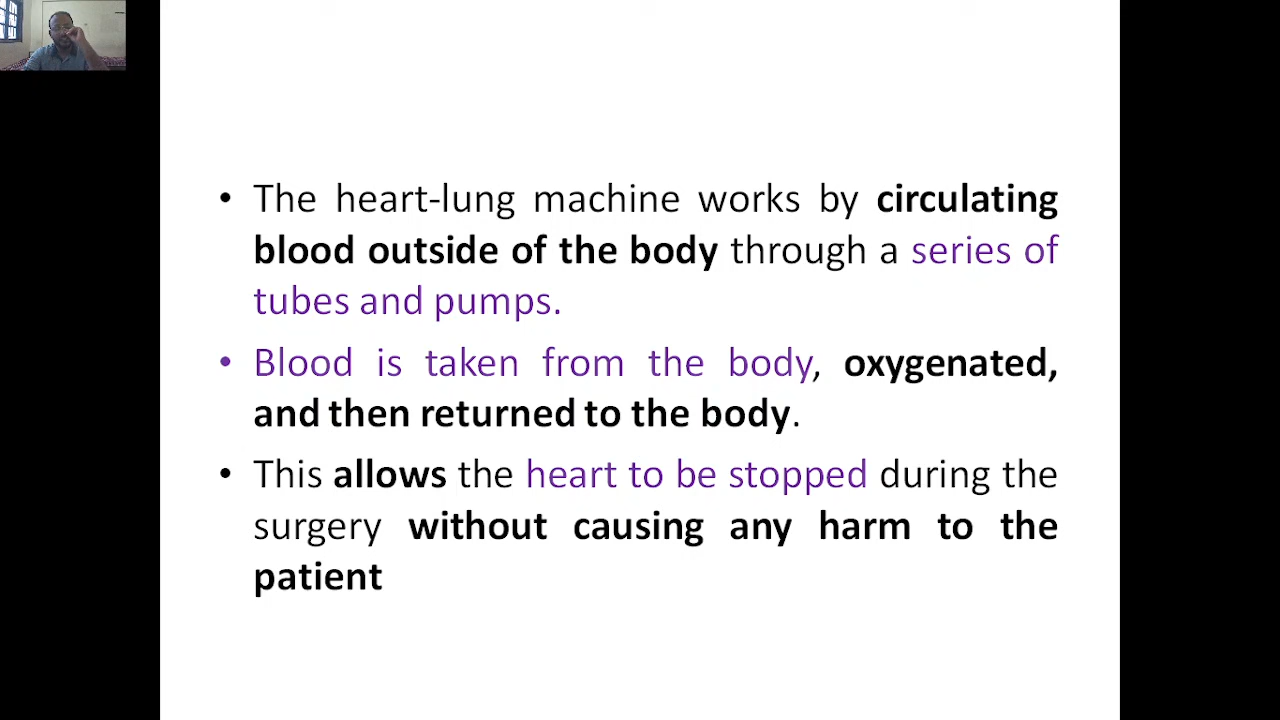 • The heart-lung machine works by circulating
blood outside of the body through a series of
tubes and pumps.
• Blood is taken from the body, oxygenated,
and then returned to the body.
• This allows the heart to be stopped during the
surgery without causing any harm to the
patient